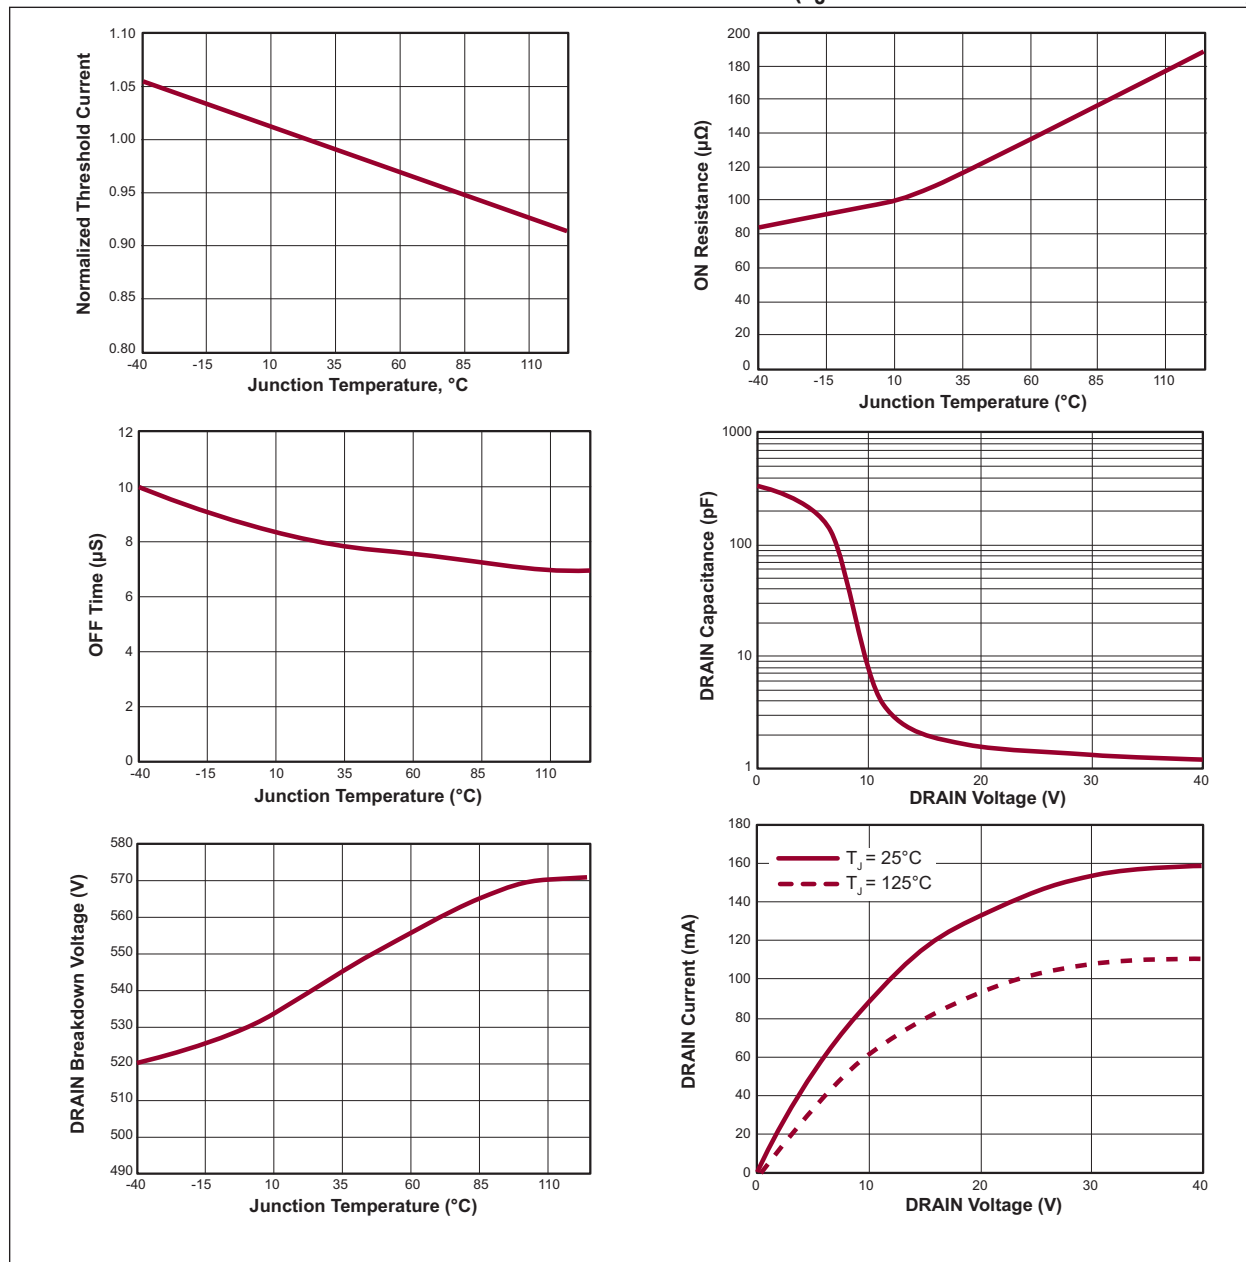 1.10
1.05
1.00
0.95
0.90
0.85
0.80
Normalized Threshold Current
-40 -15 10 35 60 85 110
Junction Temperature, °C
200
180
160
140
120
100
80
60
40
20
0
ON Resistance (µΩ)
-40 -15 10 35 60 85 110
Junction Temperature (°C)
12
10
8
6
4
2
0
OFF Time (µS)
-40 -15 10 35 60 85 110
Junction Temperature (°C)
1000
100
10
1
DRAIN Capacitance (pF)
0 10 20 30 40
DRAIN Voltage (V)
580
570
560
550
540
530
520
510
500
490
DRAIN Breakdown Voltage (V)
-40 -15 10 35 60 85 110
Junction Temperature (°C)
180
160
140
120
100
80
60
40
20
0
DRAIN Current (mA)
TJ = 25°C
TJ = 125°C
0 10 20 30 40
DRAIN Voltage (V)